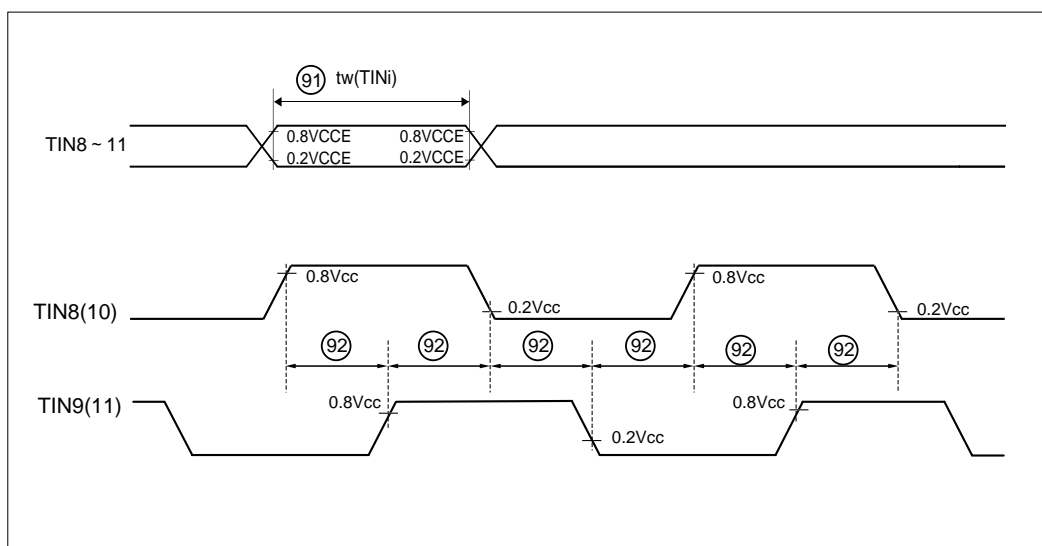 91 tw(TINi)
TIN8 ~ 11
0.8VCCE 0.8VCCE
0.2VCCE 0.2VCCE
TIN8(10)
0.8Vcc 0.2Vcc 0.8Vcc 0.2Vcc
92 92 92 92 92 92
TIN9(11)
0.8Vcc 0.2Vcc 0.8Vcc